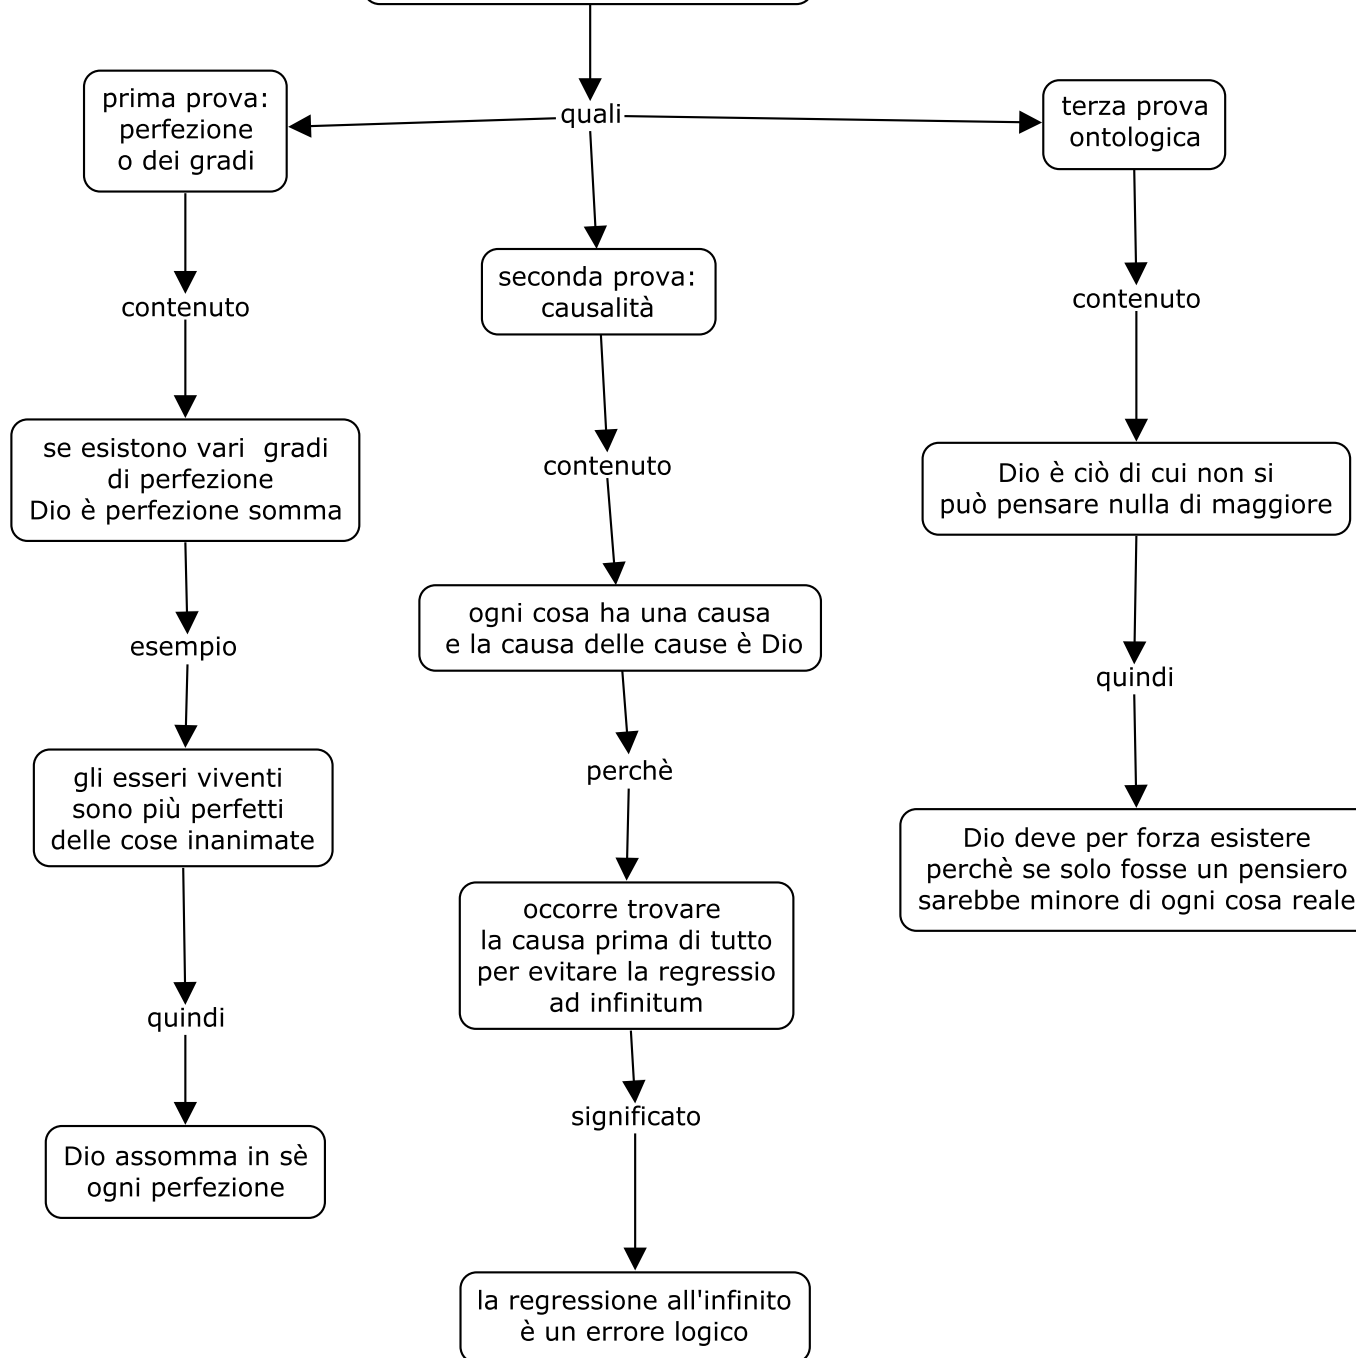 quali
prima prova:
perfezione
o dei gradi
contenuto
se esistono vari  gradi
di perfezione
Dio è perfezione somma
esempio
gli esseri viventi
sono più perfetti
delle cose inanimate
quindi
Dio assomma in sè
ogni perfezione
seconda prova:
causalità
contenuto
ogni cosa ha una causa
e la causa delle cause è Dio
perchè
occorre trovare
la causa prima di tutto
per evitare la regressio
ad infinitum
significato
la regressione all'infinito
è un errore logico
terza prova
ontologica
contenuto
Dio è ciò di cui non si
può pensare nulla di maggiore
quindi
Dio deve per forza esistere
perchè se solo fosse un pensiero
sarebbe minore di ogni cosa reale